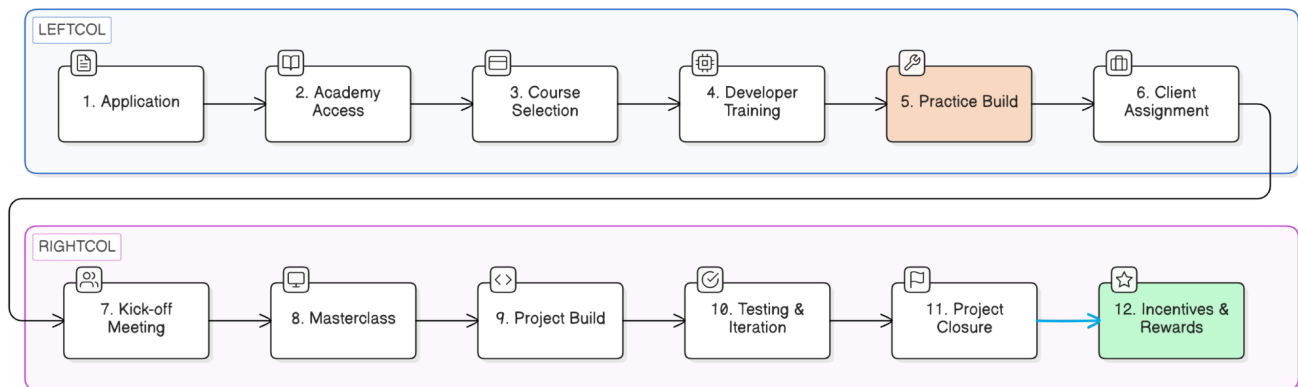 LEFTCOL
1. Application
2. Academy
Access
3. Course
Selection
4. Developer
Training
5. Practice Build
6. Client
Assignment
RIGHTCOL
7. Kick-off
Meeting
8. Masterclass
9. Project Build
10. Testing &
Iteration
11. Project
Closure
12. Incentives &
Rewards